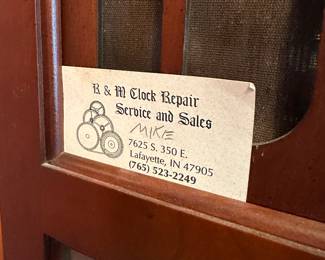 R & M Clock Repair
Service and Sales
MIKE
7625 S. 350 E.
Lafayette, IN 47905
(765) 523-2249